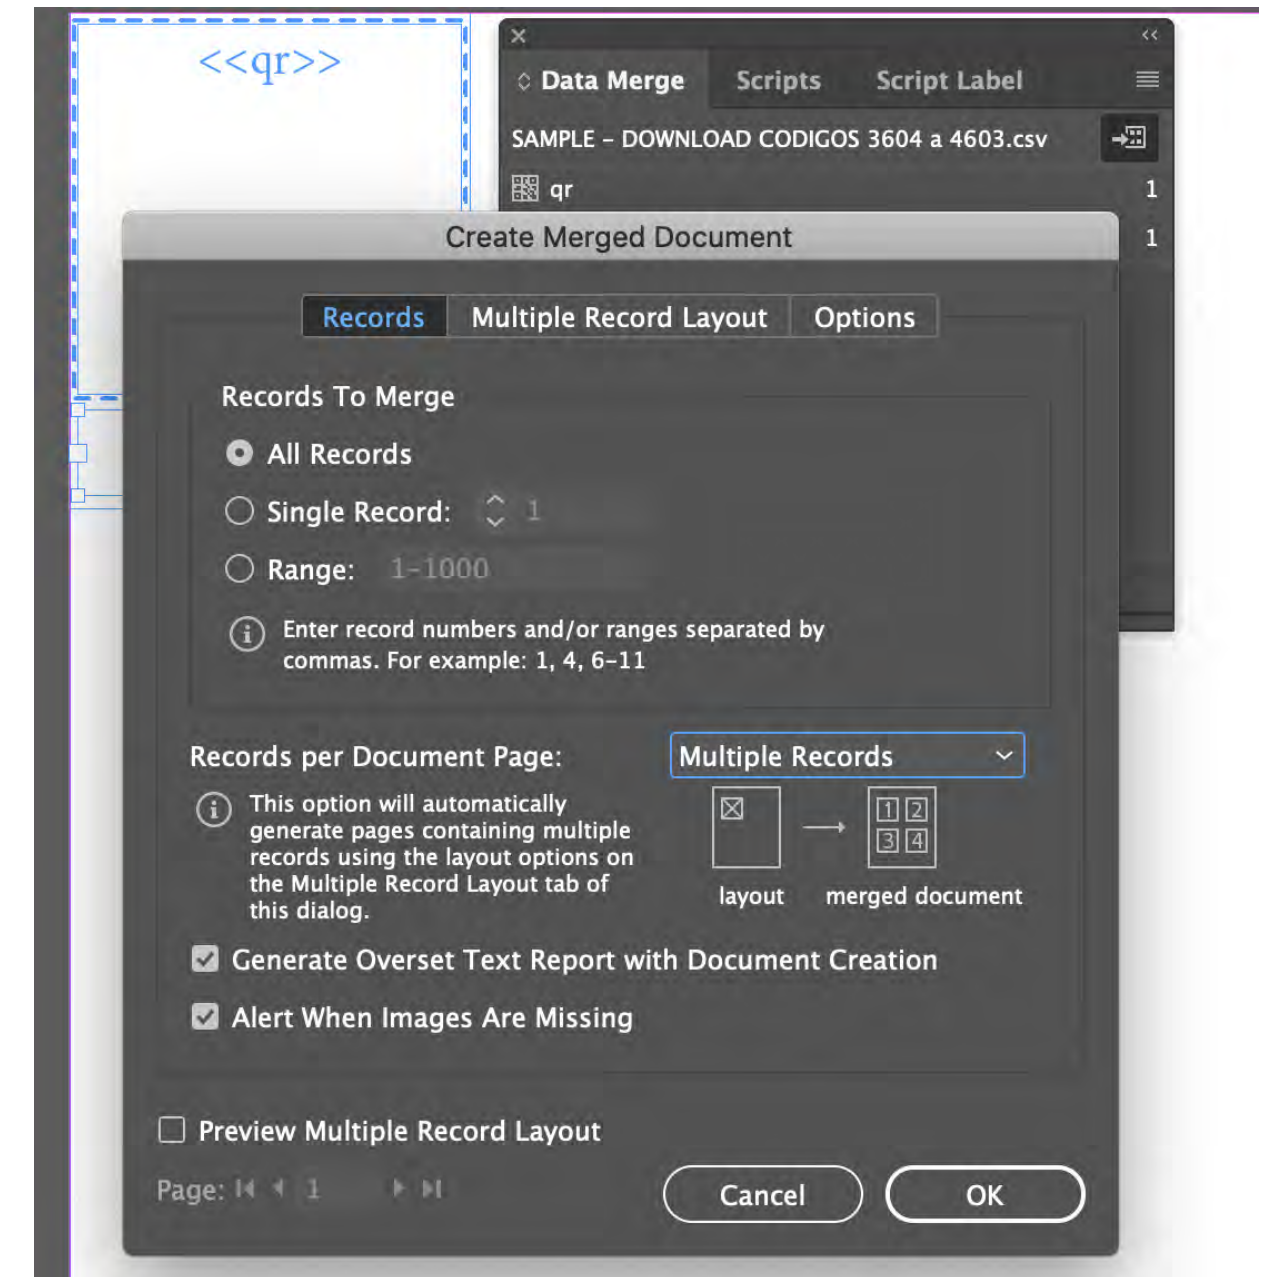 <<qr>>
Data Merge
Scripts
Script Label
SAMPLE – DOWNLOAD CODIGOS 3604 a 4603.csv
qr 1
1
Create Merged Document
Records
Multiple Record Layout
Options
Records To Merge
All Records
Single Record: 1
Range: 1-1000
Enter record numbers and/or ranges separated by
commas. For example: 1, 4, 6–11
Records per Document Page: Multiple Records
This option will automatically
generate pages containing multiple
records using the layout options on
the Multiple Record Layout tab of
this dialog.
1 2
3 4
layout
merged document
Generate Overset Text Report with Document Creation
Alert When Images Are Missing
Preview Multiple Record Layout
Page: 1
Cancel
OK